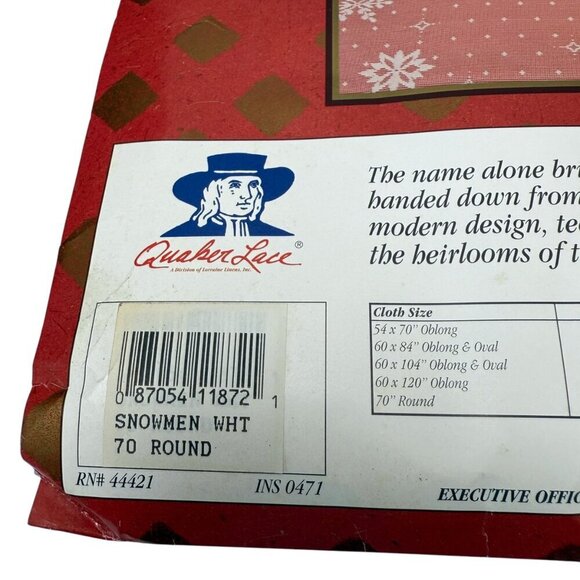 The name alone bri
handed down from
modern design, tec
the heirlooms of t
Quaker Lace ®
A Division of Lorraine Linens, Inc.
Cloth Size
54 x 70" Oblong
60 x 84" Oblong & Oval
60 x 104" Oblong & Oval
60 x 120" Oblong
70" Round
0 87054 11872 1
SNOWMEN WHT
70 ROUND
RN# 44421
INS 0471
EXECUTIVE OFFIC